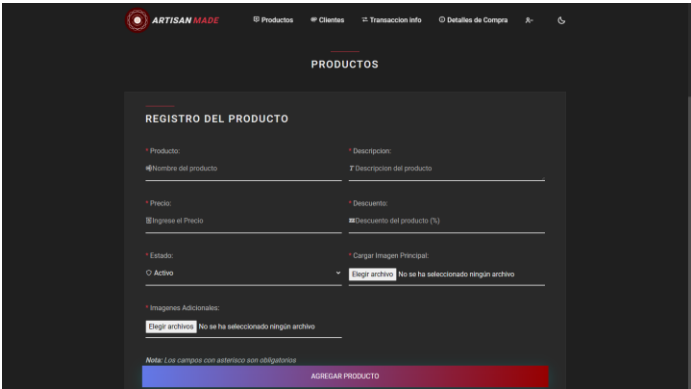 ARTISAN MADE Productos Clientes Transaccion info Detalles de Compra
PRODUCTOS
REGISTRO DEL PRODUCTO
* Producto: * Descripcion:
Nombre del producto Descripcion del producto
* Precio: * Descuento:
Ingrese el Precio Descuento del producto (%)
* Estado: * Cargar Imagen Principal:
Activo Elegir archivo No se ha seleccionado ningún archivo
* Imagenes Adicionales:
Elegir archivos No se ha seleccionado ningún archivo
Nota: Los campos con asterisco son obligatorios
AGREGAR PRODUCTO